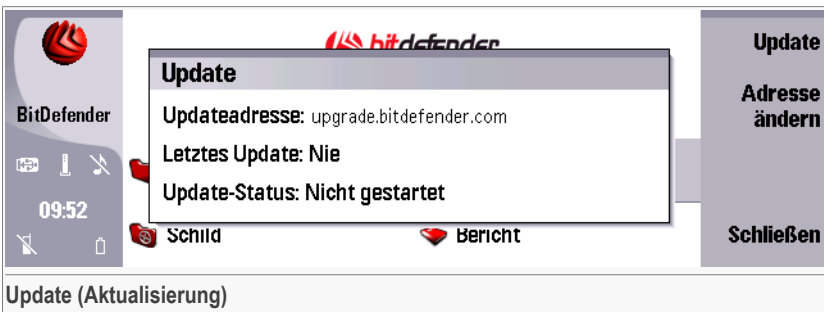 BitDefender
09:52
bitdefender
Update
Updateadresse: upgrade.bitdefender.com
Letztes Update: Nie
Update-Status: Nicht gestartet
Schild
Bericht
Update
Adresse
ändern
Schließen
Update (Aktualisierung)